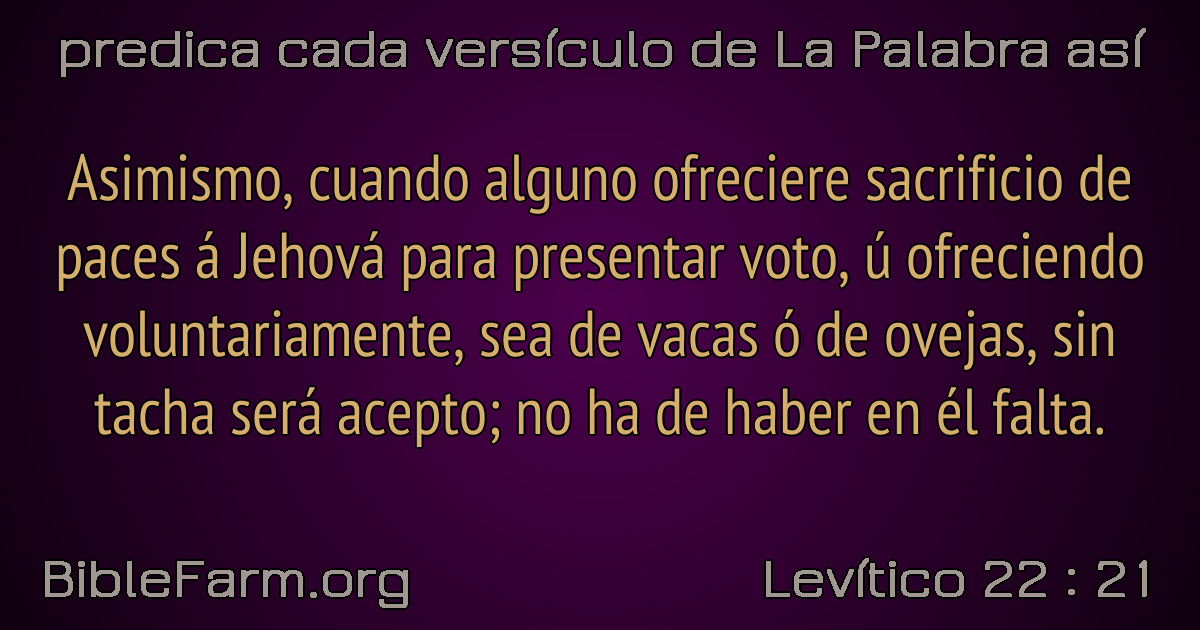 predica cada versículo de La Palabra así
Asimismo, cuando alguno ofreciere sacrificio de
paces á Jehová para presentar voto, ú ofreciendo
voluntariamente, sea de vacas ó de ovejas, sin
tacha será acepto; no ha de haber en él falta.
BibleFarm.org
Levítico 22 : 21